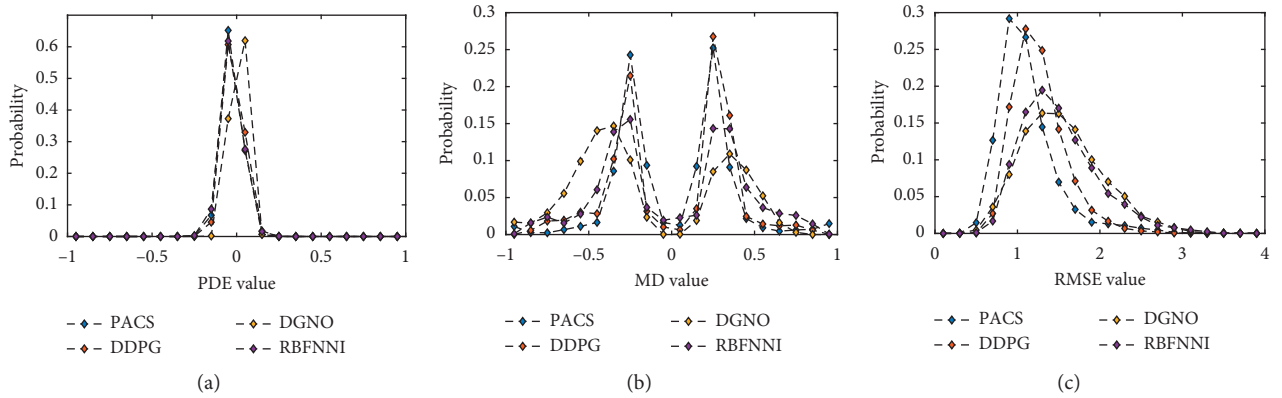 0.6
0.5
0.4
0.3
0.2
0.1
0
Probability
−1
−0.5
0
0.5
1
PDE value
PACS
DGNO
DDPG
RBFNNI
(a)
0.3
0.25
0.2
0.15
0.1
0.05
0
Probability
−1
−0.5
0
0.5
1
MD value
PACS
DGNO
DDPG
RBFNNI
(b)
0.3
0.25
0.2
0.15
0.1
0.05
0
Probability
0
1
2
3
4
RMSE value
PACS
DGNO
DDPG
RBFNNI
(c)